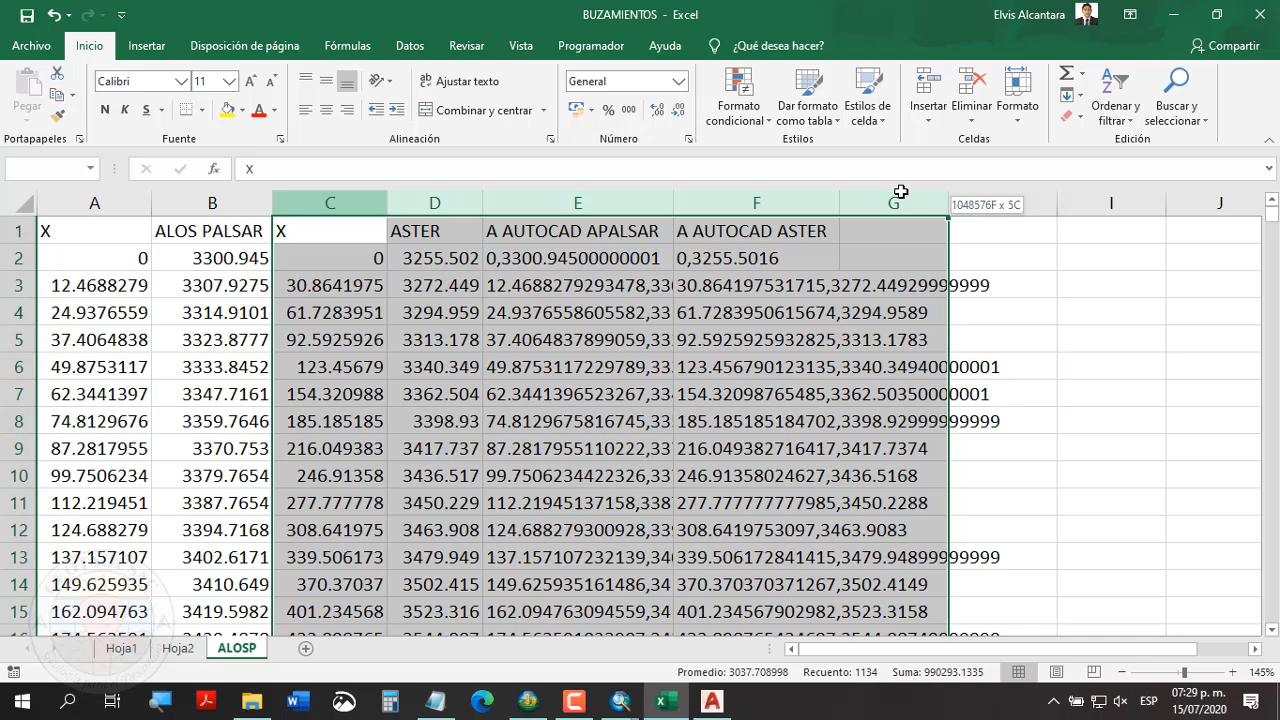 BUZAMIENTOS - Excel
Elvis Alcantara
Archivo Inicio Insertar Disposición de página Fórmulas Datos Revisar Vista Programador Ayuda ¿Qué desea hacer? Compartir
Pegar
Calibri 11
N K S
Ajustar texto
Combinar y centrar
General
% 000
Formato condicional
Dar formato como tabla
Estilos de celda
Insertar
Eliminar
Formato
Ordenar y filtrar
Buscar y seleccionar
Portapapeles Fuente Alineación Número Estilos Celdas Edición
fx X
1048576F x 5C
A B C D E F G I J
1 X ALOS PALSAR X ASTER A AUTOCAD APALSAR A AUTOCAD ASTER
2 0 3300.945 0 3255.502 0,3300.94500000001 0,3255.5016
3 12.4688279 3307.9275 30.8641975 3272.449 12.4688279293478,330 30.864197531715,3272.44929999999
4 24.9376559 3314.9101 61.7283951 3294.959 24.9376558605582,33 61.7283950615674,3294.9589
5 37.4064838 3323.8777 92.5925926 3313.178 37.4064837899059,33 92.5925925932825,3313.1783
6 49.8753117 3333.8452 123.45679 3340.349 49.8753117229789,33 123.456790123135,3340.34940000001
7 62.3441397 3347.7161 154.320988 3362.504 62.3441396523267,33 154.32098765485,3362.50350000001
8 74.8129676 3359.7646 185.185185 3398.93 74.8129675816745,33 185.185185184702,3398.92999999999
9 87.2817955 3370.753 216.049383 3417.737 87.2817955110222,33 216.049382716417,3417.7374
10 99.7506234 3379.7654 246.91358 3436.517 99.7506234422326,33 246.91358024627,3436.5168
11 112.219451 3387.7654 277.777778 3450.229 112.21945137158,338 277.777777777985,3450.2288
12 124.688279 3394.7168 308.641975 3463.908 124.688279300928,33 308.6419753097,3463.9083
13 137.157107 3402.6171 339.506173 3479.949 137.157107232139,34 339.506172841415,3479.94899999999
14 149.625935 3410.649 370.37037 3502.415 149.625935161486,34 370.370370371267,3502.4149
15 162.094763 3419.5982 401.234568 3523.316 162.094763094559,34 401.234567902982,3523.3158
Hoja1 Hoja2 ALOSP
Promedio: 3037.708998 Recuento: 1134 Suma: 990293.1335 145%
ESP
07:29 p. m.
15/07/2020